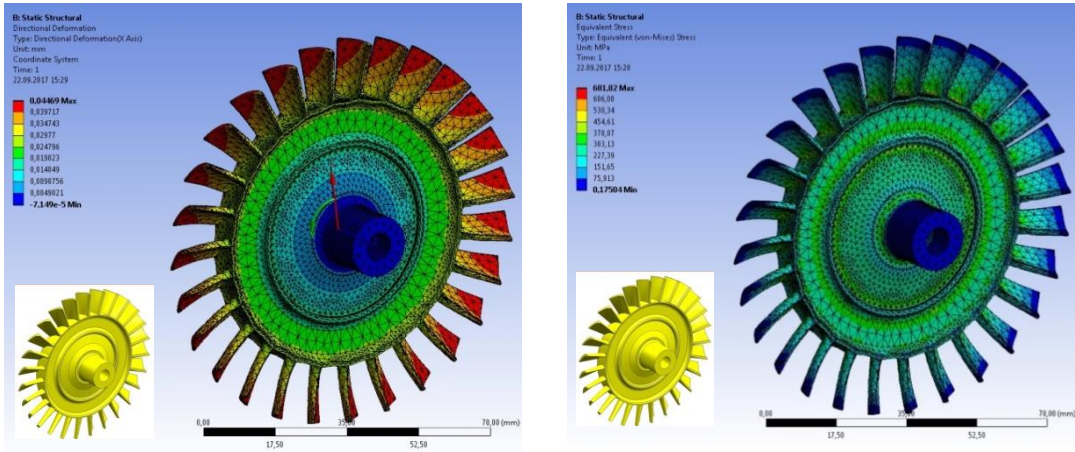 B: Static Structural
Directional Deformation
Type: Directional Deformation(X Axis)
Unit: mm
Coordinate System
Time: 1
22.09.2017 15:29
0,04469 Max
0,039717
0,034743
0,02977
0,024796
0,019823
0,014849
0,0098756
0,0049021
-7,149e-5 Min
0,00
35,00
70,00 (mm)
17,50
52,50
B: Static Structural
Equivalent Stress
Type: Equivalent (von-Mises) Stress
Unit: MPa
Time: 1
22.09.2017 15:28
681,82 Max
606,08
530,34
454,61
378,87
303,13
227,39
151,65
75,913
0,17504 Min
0,00
35,00
70,00 (mm)
17,50
52,50